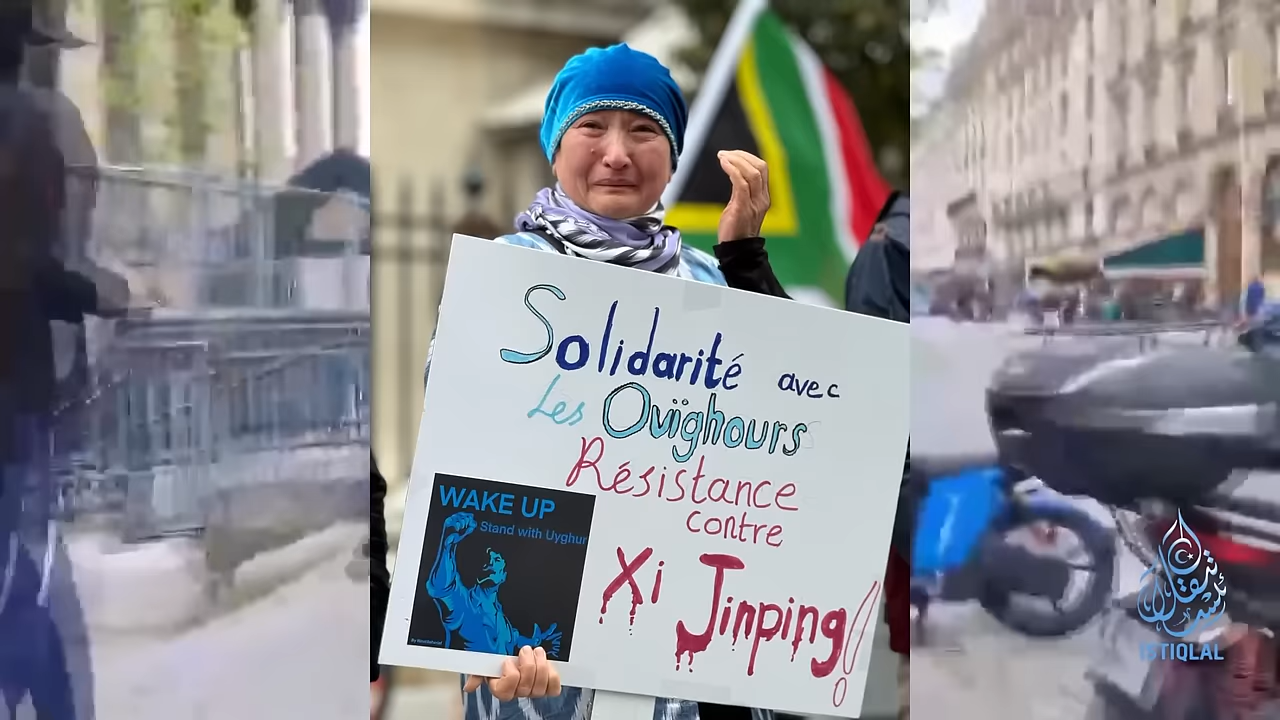 Solidarité avec
Les Ouïghours
Résistance
contre
Xi Jinping!
WAKE UP
Stand with Uyghur
ISTIQLAL